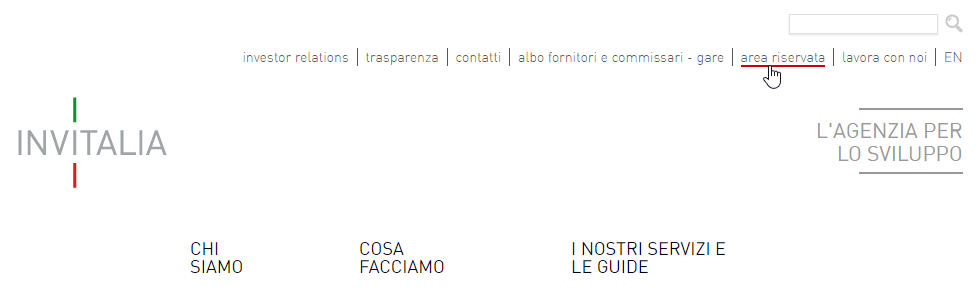 investor relations | trasparenza | contatti | albo fornitori e commissari - gare | area riservata | lavora con noi | EN
INVITALIA
L'AGENZIA PER
LO SVILUPPO
CHI
SIAMO
COSA
FACCIAMO
I NOSTRI SERVIZI E
LE GUIDE